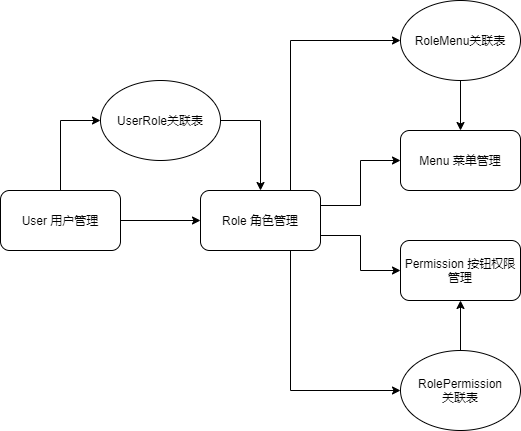 RoleMenu关联表
UserRole关联表
Menu 菜单管理
User 用户管理
Role 角色管理
Permission 按钮权限
管理
RolePermission
关联表